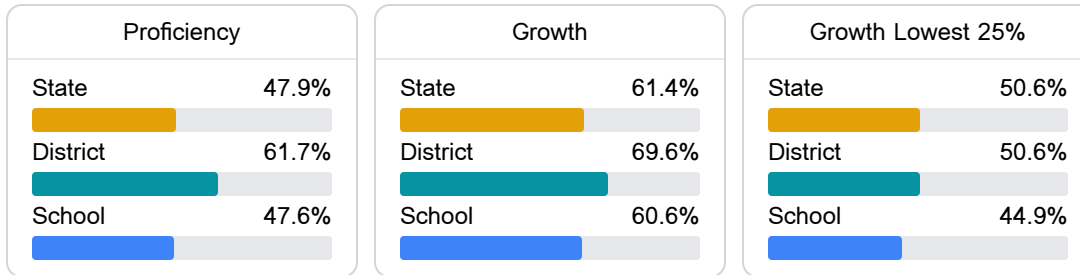 Proficiency
State 47.9%
District 61.7%
School 47.6%
Growth
State 61.4%
District 69.6%
School 60.6%
Growth Lowest 25%
State 50.6%
District 50.6%
School 44.9%